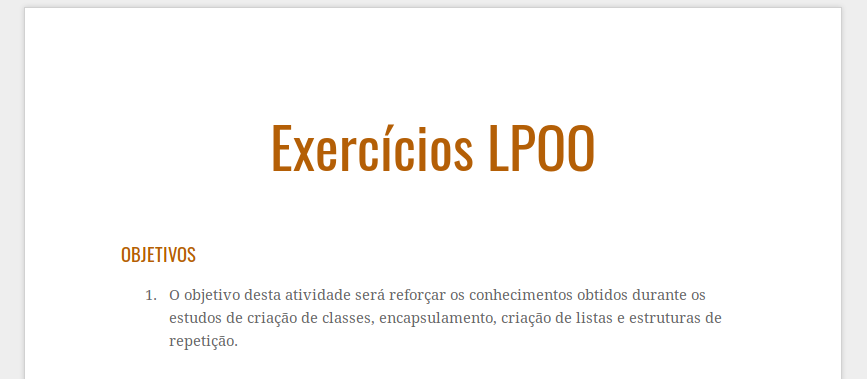 Exercícios LPOO
OBJETIVOS
1. O objetivo desta atividade será reforçar os conhecimentos obtidos durante os
estudos de criação de classes, encapsulamento, criação de listas e estruturas de
repetição.